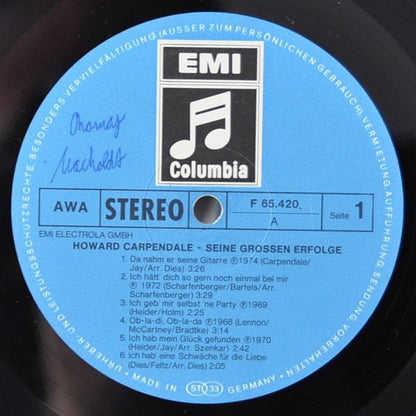 EMI
Columbia
Thomas
AWA
STEREO
F 65.420.
A
Seite 1
EMI ELECTROLA GMBH
HOWARD CARPENDALE - SEINE GROSSEN ERFOLGE
1. Da nahm er seine Gitarre ℗1974 (Carpendale/
Jay/Arr. Dies) 3:26
2. Ich hätt' dich so gern noch einmal bei mir
℗ 1972 (Scharfenberger/Bartels/Arr.
Scharfenberger) 3:29
3. Ich geb' mir selbst 'ne Party ℗1969
(Heider/Holm)
4. Ob-la-di, Ob-la-da ℗1968 (Lennon/
McCartney/Bradtke) 3:14
5. Ich hab mein Glück gefunden ℗1970
(Heider/Jay/Arr. Szenkar) 2:42
6. Ich hab' eine Schwäche für die Liebe
(Dies/Feltz/Arr. Dies) 3:21
• MADE IN STO 33 GERMANY •
URHEBER- UND LEISTUNGSSCHUTZRECHTE, BESONDERS VERVIELFÄLTIGUNG (AUSSER ZUM PERSÖNLICHEN GEBRAUCH), VERMIETUNG, AUFFÜHRUNG, SENDUNG, VORBEHALTEN